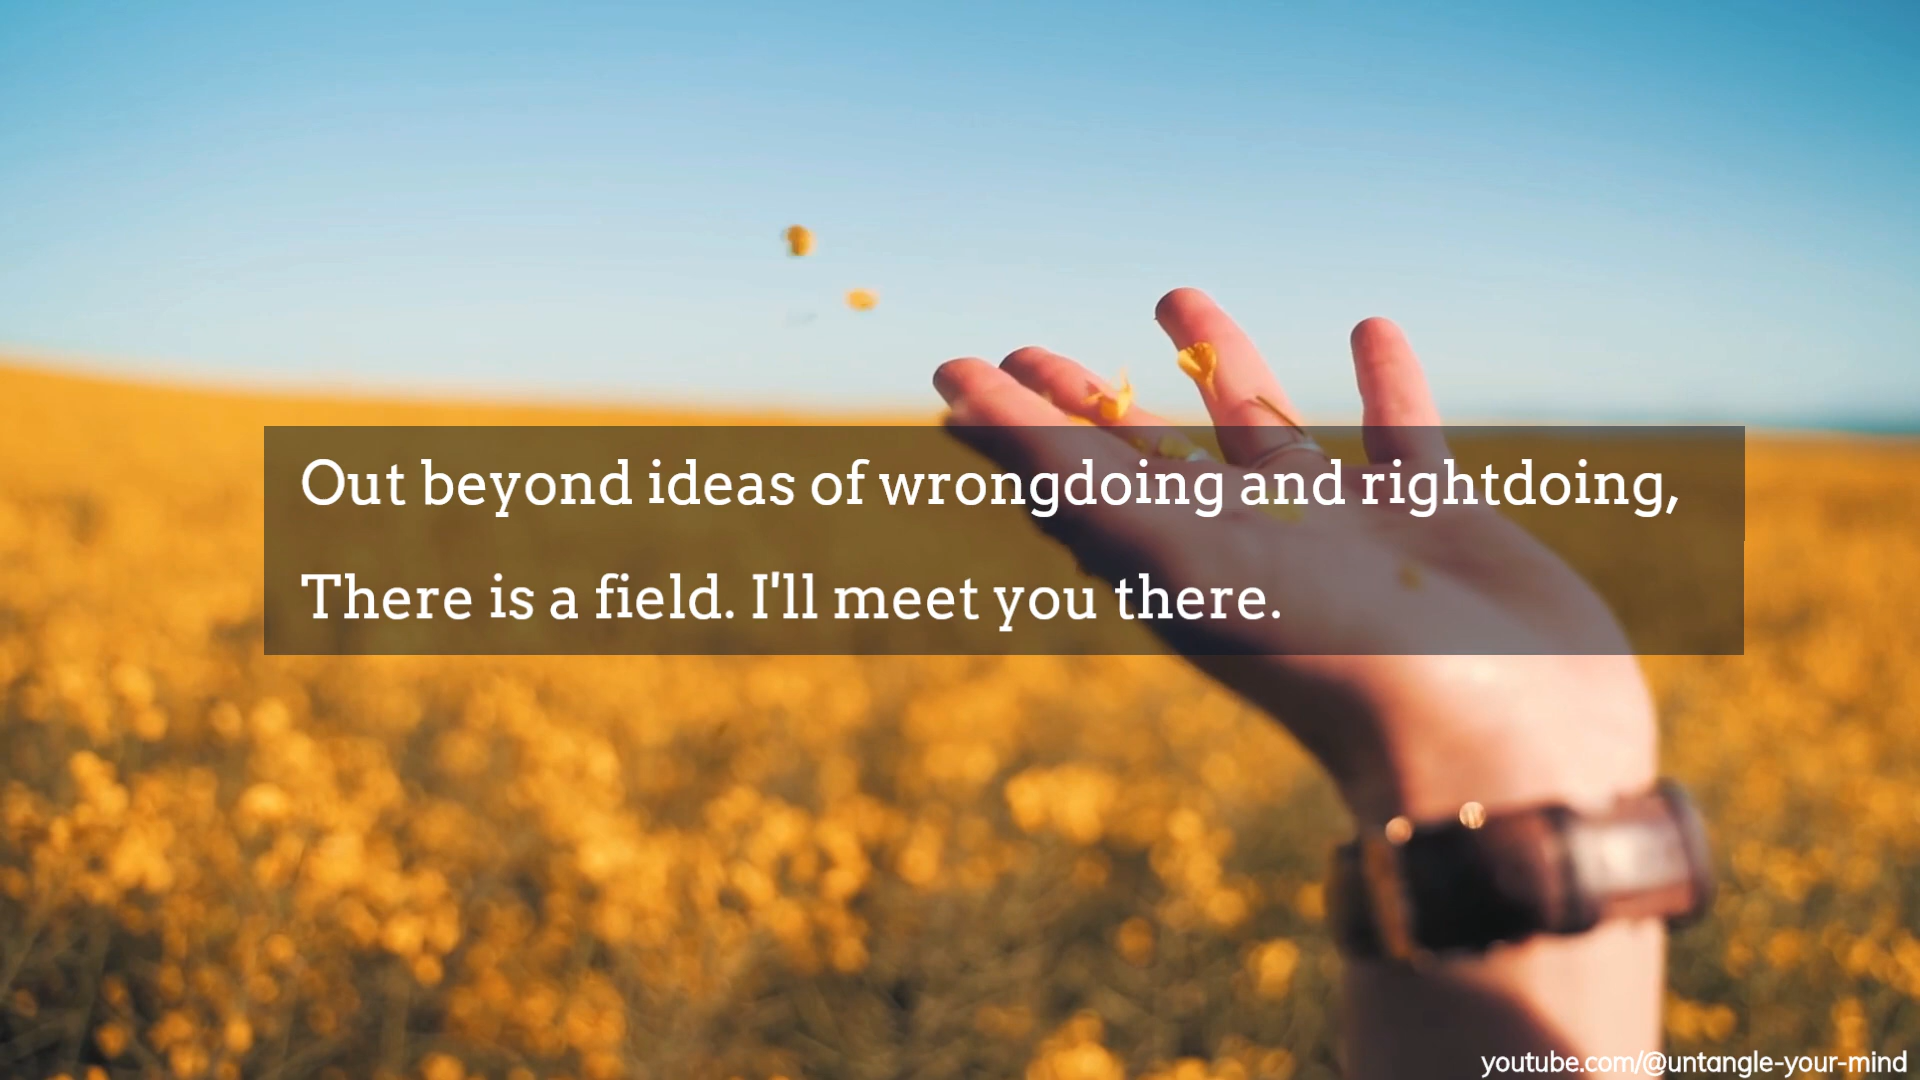 Out beyond ideas of wrongdoing and rightdoing,
There is a field. I'll meet you there.
youtube.com/@untangle-your-mind